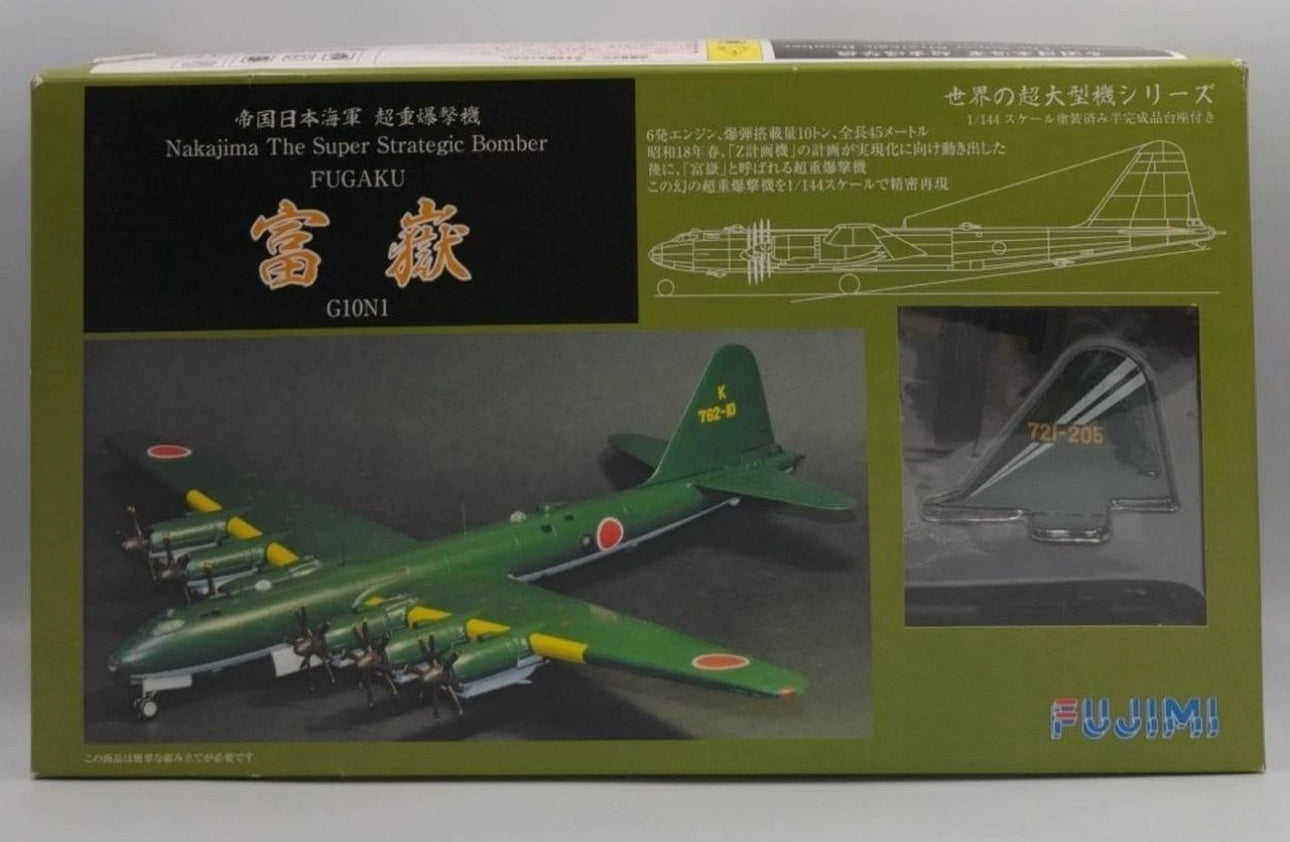 帝国日本海軍 超重爆撃機
Nakajima The Super Strategic Bomber
FUGAKU
富嶽
G10N1
世界の超大型機シリーズ
1/144 スケール塗装済み半完成品台座付き
6発エンジン、爆弾搭載量10トン、全長45メートル
昭和18年春、「Z計画機」の計画が実現化に向け動き出した
後に、「富嶽」と呼ばれる超重爆撃機
この幻の超重爆撃機を1/144スケールで精密再現
K
762-10
721-205
FUJIMI
この商品は簡単な組み立てが必要です